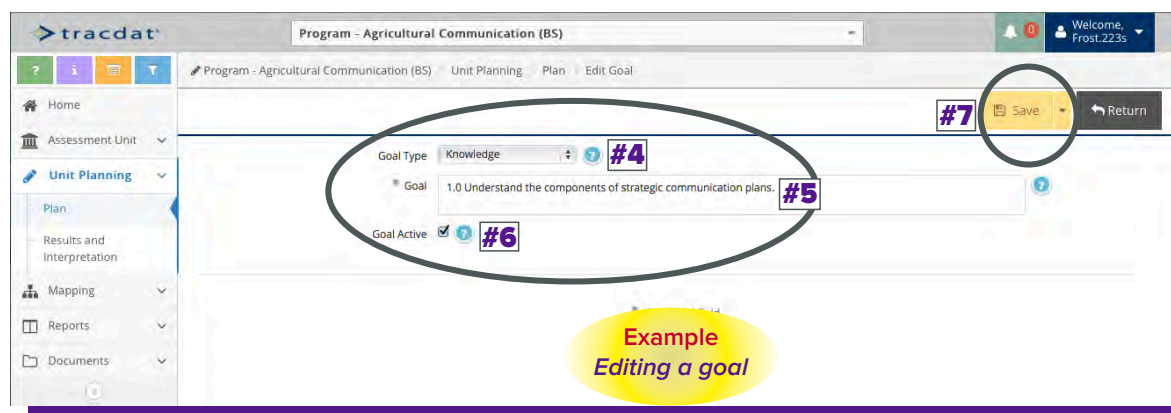 tracdat
Program - Agricultural Communication (BS)
0
Welcome,
Frost.223s
? i
Program - Agricultural Communication (BS) Unit Planning Plan Edit Goal
Home
#7
Save
Return
Assessment Unit
Goal Type Knowledge ? #4
Unit Planning
* Goal 1.0 Understand the components of strategic communication plans. #5 ?
Plan
Goal Active ? #6
Results and
Interpretation
Mapping
Reports
Documents
Example
Editing a goal